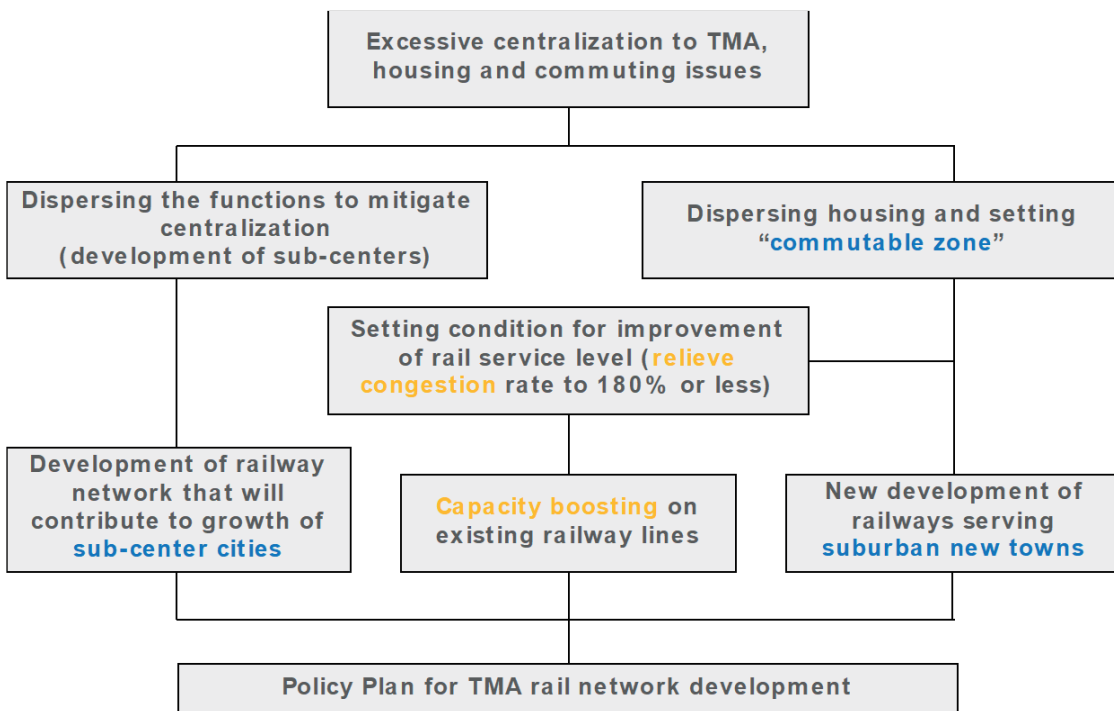 Excessive centralization to TMA,
housing and commuting issues
Dispersing the functions to mitigate
centralization
(development of sub-centers)
Dispersing housing and setting
“commutable zone”
Setting condition for improvement
of rail service level (relieve
congestion rate to 180% or less)
Development of railway
network that will
contribute to growth of
sub-center cities
Capacity boosting on
existing railway lines
New development of
railways serving
suburban new towns
Policy Plan for TMA rail network development